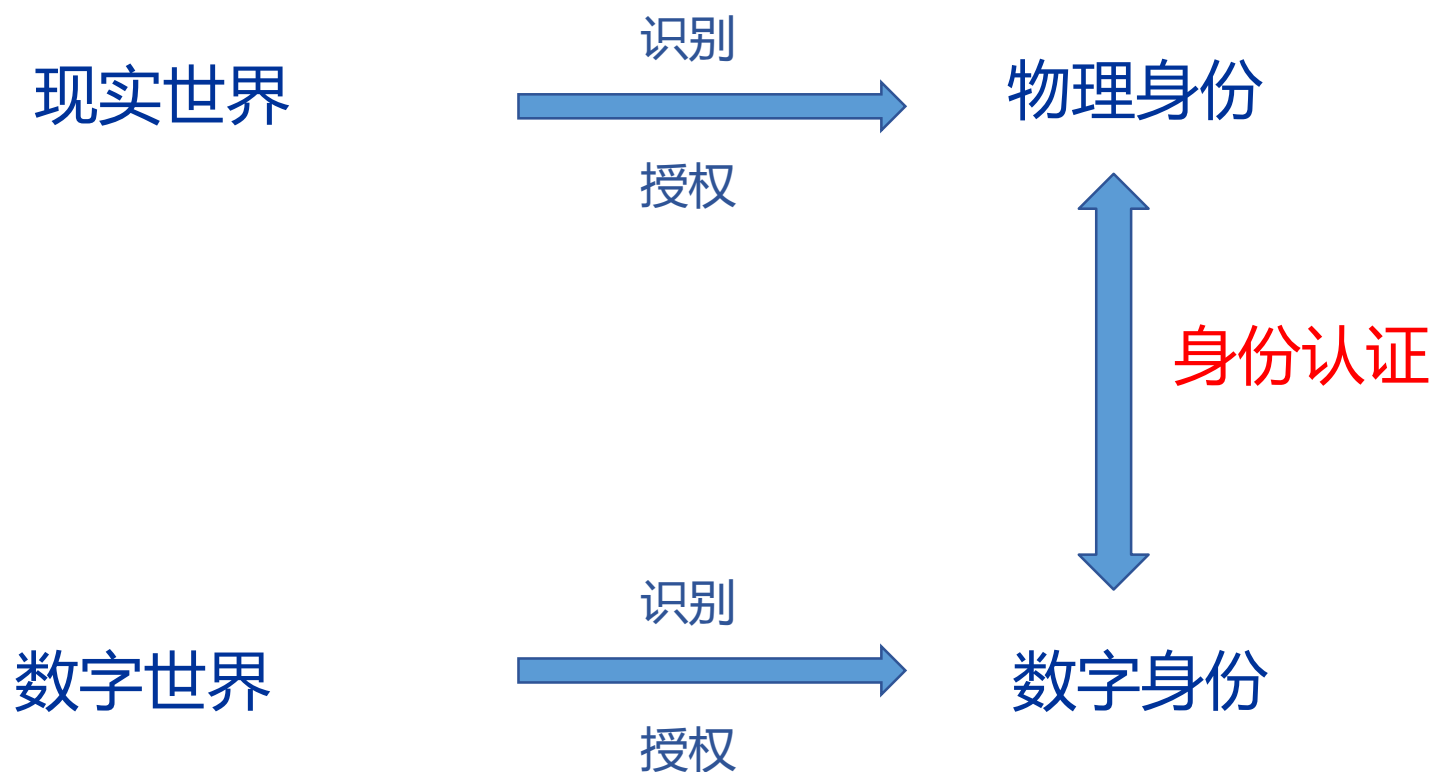 识别
现实世界
物理身份
授权
身份认证
识别
数字世界
数字身份
授权